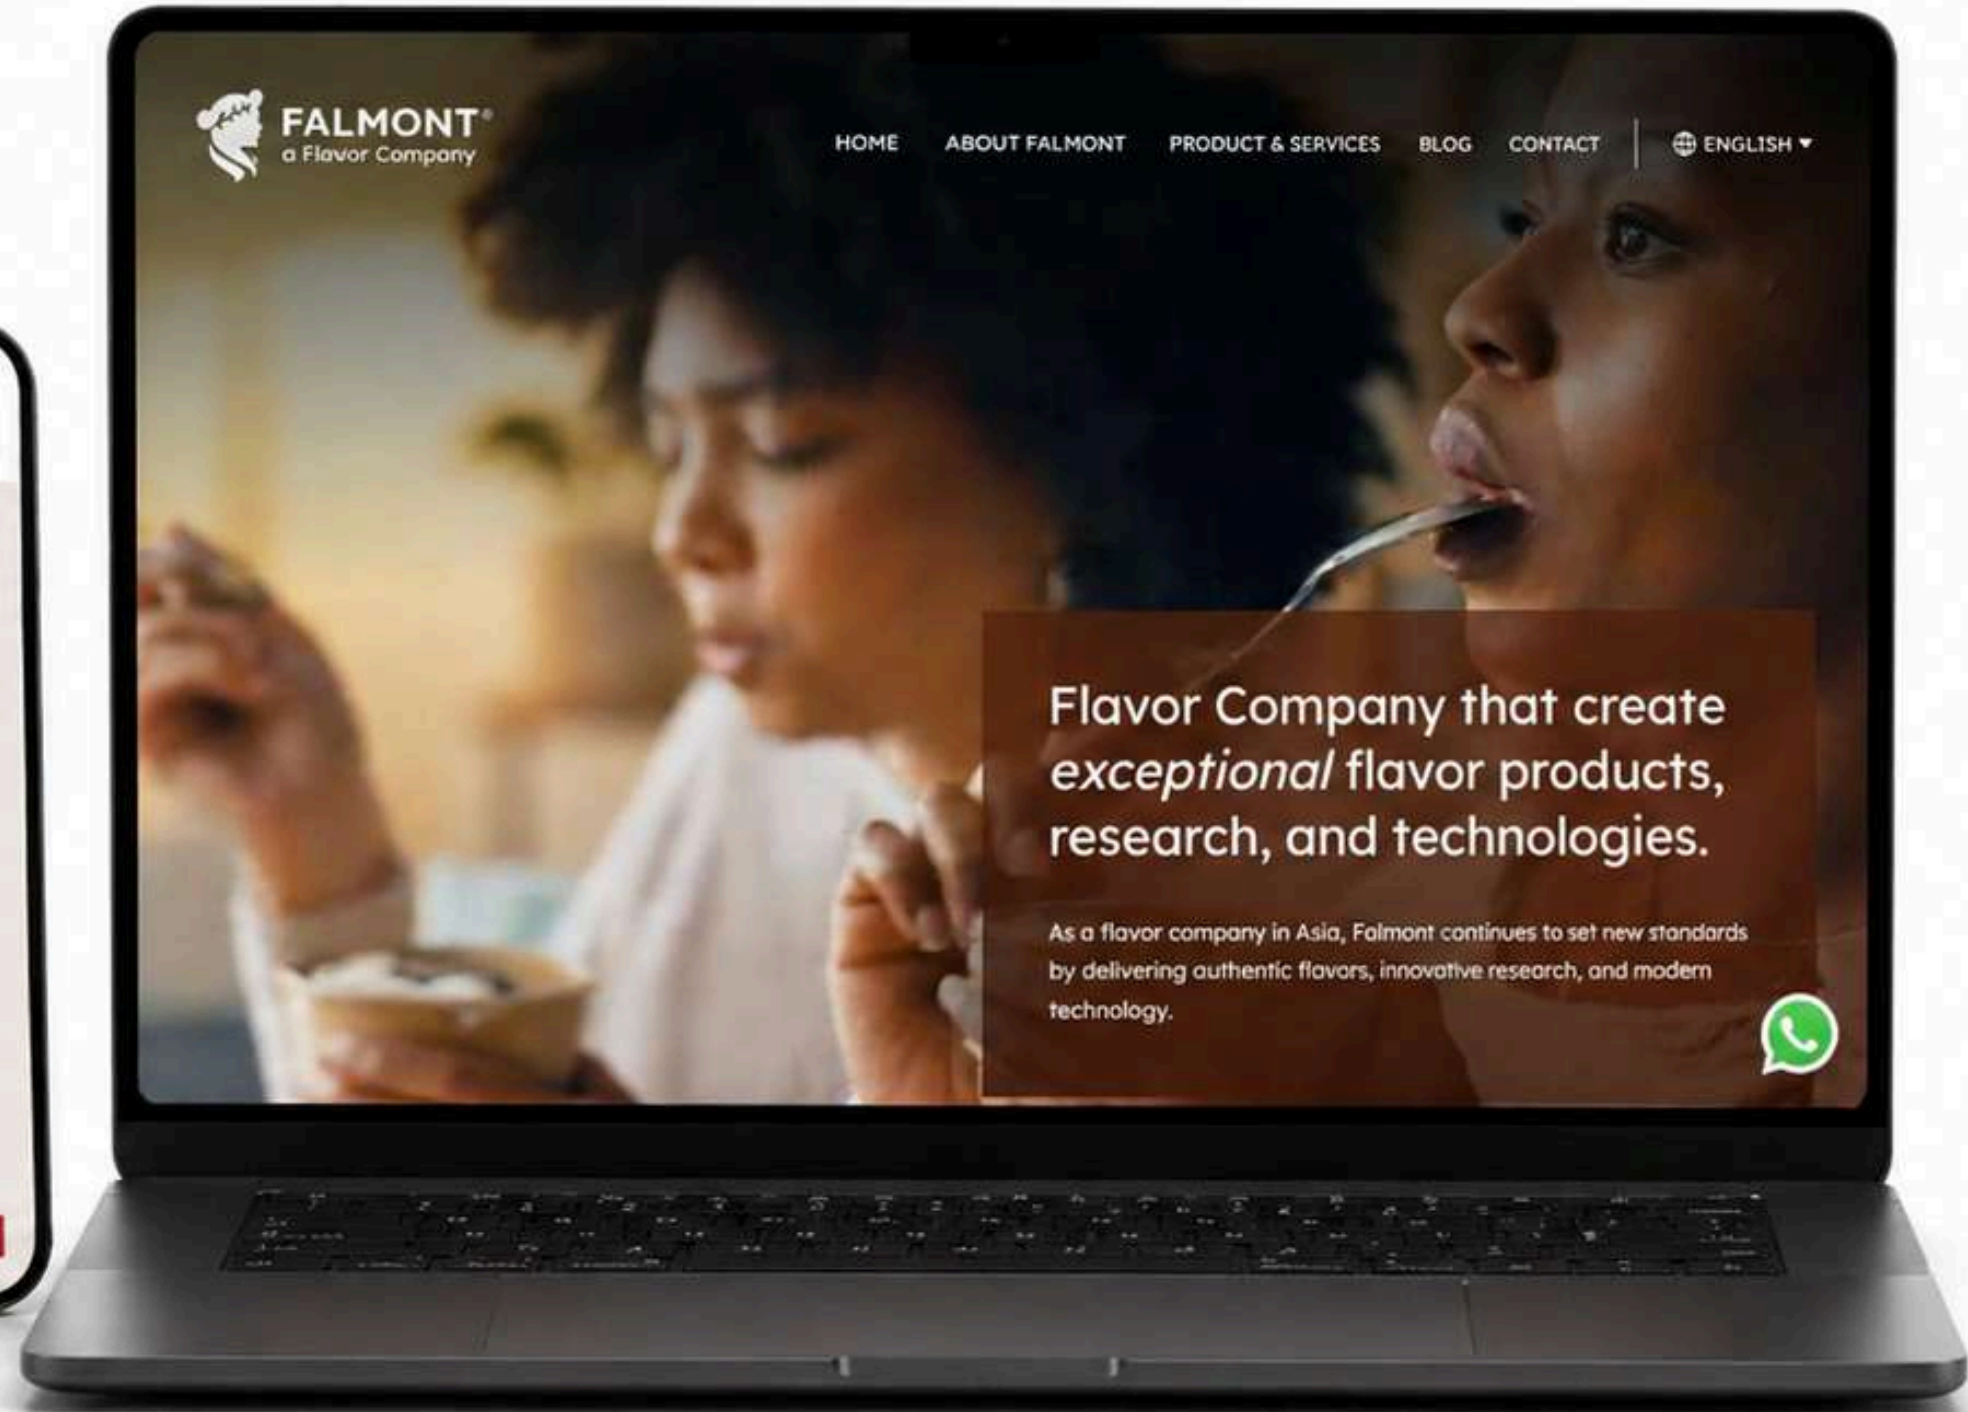 FALMONT®
a Flavor Company
HOME ABOUT FALMONT PRODUCT & SERVICES BLOG CONTACT ENGLISH
Flavor Company that create
exceptional flavor products,
research, and technologies.
As a flavor company in Asia, Falmont continues to set new standards
by delivering authentic flavors, innovative research, and modern
technology.